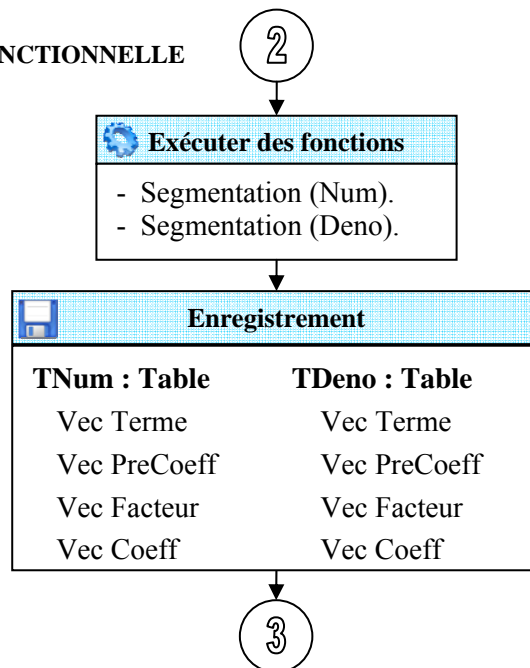 2
NCTIONNELLE
Exécuter des fonctions
- Segmentation (Num).
- Segmentation (Deno).
Enregistrement
TNum : Table TDeno : Table
Vec Terme Vec Terme
Vec PreCoeff Vec PreCoeff
Vec Facteur Vec Facteur
Vec Coeff Vec Coeff
3